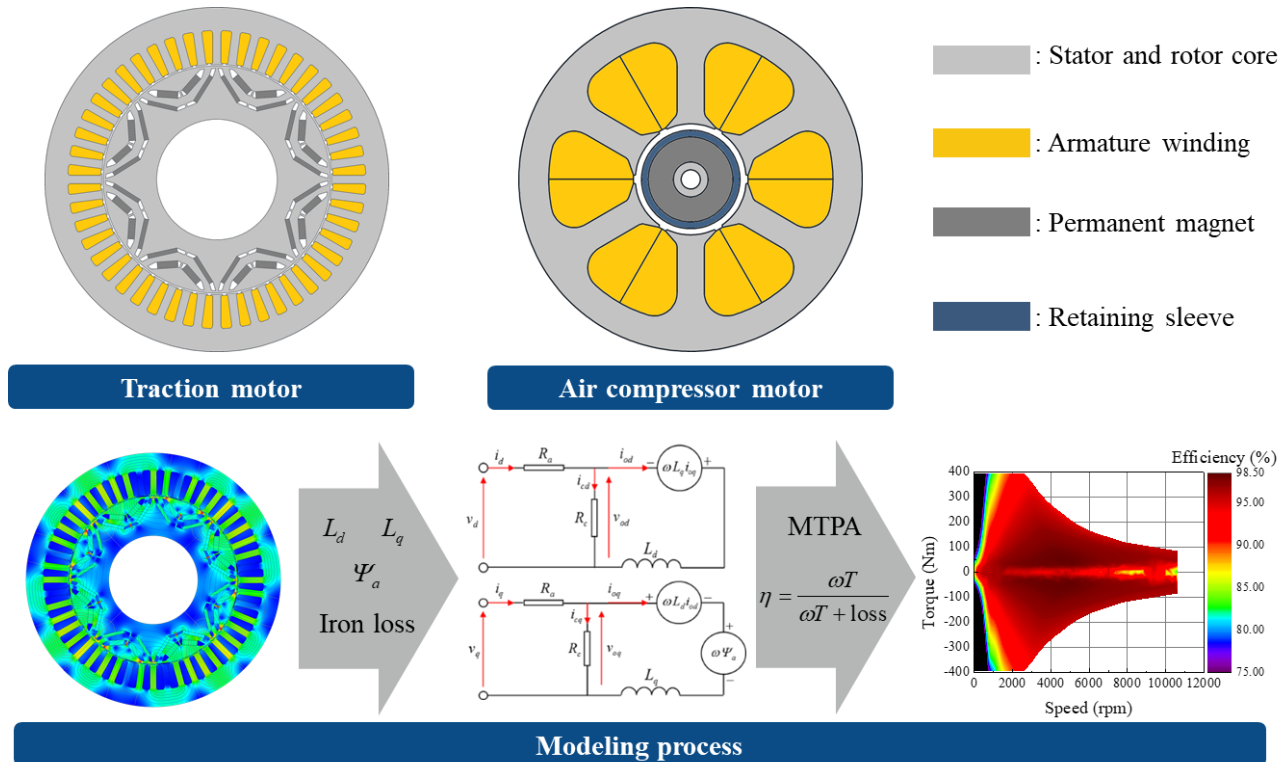 : Stator and rotor core
: Armature winding
: Permanent magnet
: Retaining sleeve
Traction motor
Air compressor motor
L_d L_q
Ψ_a
Iron loss
i_d R_a i_od ωL_q i_oq
i_cd
v_d R_c v_od
L_d
i_q R_a i_oq ωL_d i_od
i_cq
v_q R_c v_oq ωΨ_a
L_q
MTPA
η = ωT / ωT + loss
Efficiency (%)
98.50
95.00
90.00
85.00
80.00
75.00
Torque (Nm)
400
300
200
100
0
-100
-200
-300
-400
0 2000 4000 6000 8000 10000 12000
Speed (rpm)
Modeling process